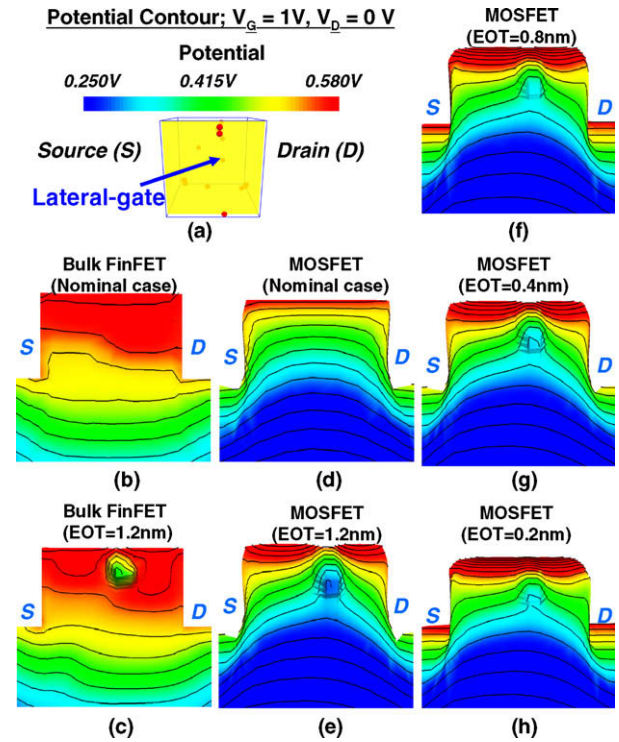 Potential Contour; V_G = 1V, V_D = 0 V
Potential
0.250V 0.415V 0.580V
Source (S) Drain (D)
Lateral-gate
(a)
MOSFET
(EOT=0.8nm)
S D
(f)
Bulk FinFET
(Nominal case)
S D
(b)
MOSFET
(Nominal case)
S D
(d)
MOSFET
(EOT=0.4nm)
S D
(g)
Bulk FinFET
(EOT=1.2nm)
S D
(c)
MOSFET
(EOT=1.2nm)
S D
(e)
MOSFET
(EOT=0.2nm)
S D
(h)